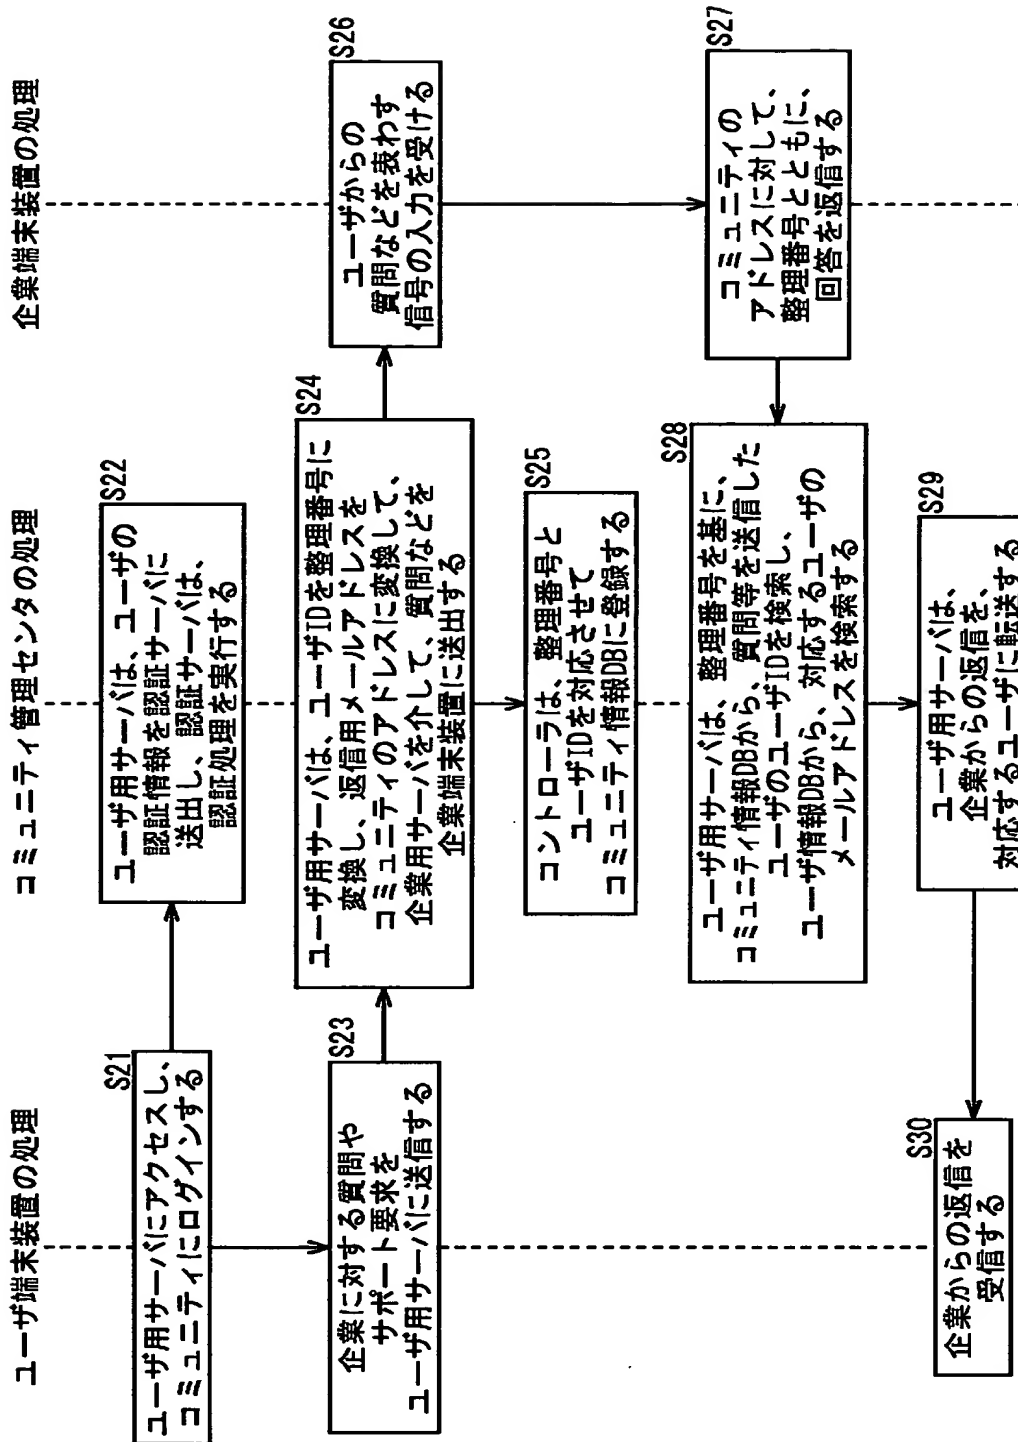 ユーザ端末装置の処理
コミュニティ管理センタの処理
企業端末装置の処理
S21
ユーザ用サーバにアクセスし、
コミュニティにログインする
S22
ユーザ用サーバは、ユーザの
認証情報を認証サーバに
送出し、認証サーバは、
認証処理を実行する
S23
企業に対する質問や
サポート要求を
ユーザ用サーバに送信する
S24
ユーザ用サーバは、ユーザIDを整理番号に
変換し、返信用メールアドレスを
コミュニティのアドレスに変換して、
企業用サーバを介して、質問などを
企業端末装置に送出する
S26
ユーザからの
質問などを表わす
信号の入力を受ける
S25
コントローラは、整理番号と
ユーザIDを対応させて
コミュニティ情報DBに登録する
S27
コミュニティの
アドレスに対して、
整理番号とともに、
回答を返信する
S28
ユーザ用サーバは、整理番号を基に、
コミュニティ情報DBから、質問等を送信した
ユーザのユーザIDを検索し、
ユーザ情報DBから、対応するユーザの
メールアドレスを検索する
S29
ユーザ用サーバは、
企業からの返信を、
対応するユーザに転送する
S30
企業からの返信を
受信する